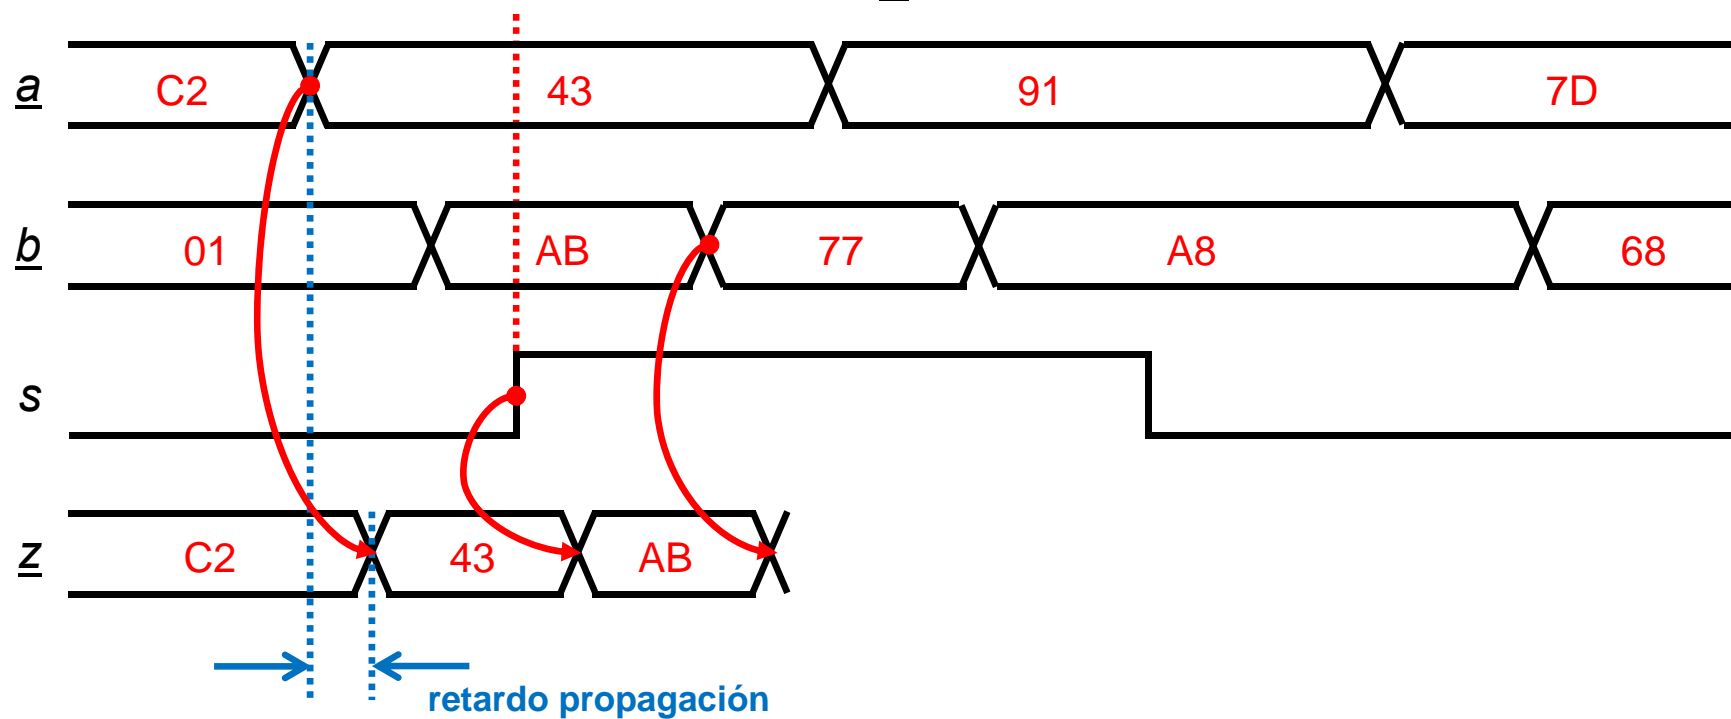 a C2 43 91 7D
b 01 AB 77 A8 68
s
z C2 43 AB
retardo propagación